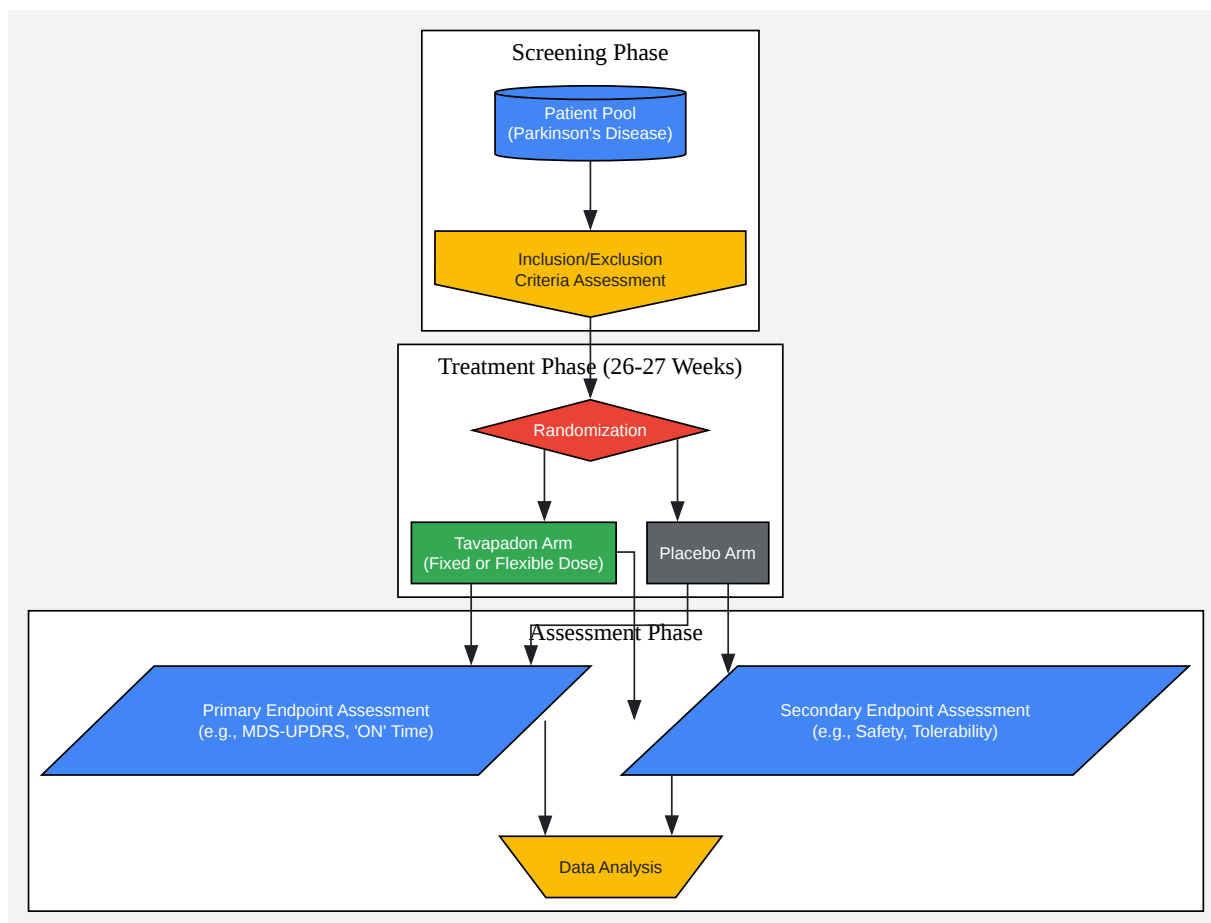 Screening Phase
Patient Pool
(Parkinson's Disease)
Inclusion/Exclusion
Criteria Assessment
Treatment Phase (26-27 Weeks)
Randomization
Tavapadon Arm
(Fixed or Flexible Dose)
Placebo Arm
Assessment Phase
Primary Endpoint Assessment
(e.g., MDS-UPDRS, 'ON' Time)
Secondary Endpoint Assessment
(e.g., Safety, Tolerability)
Data Analysis